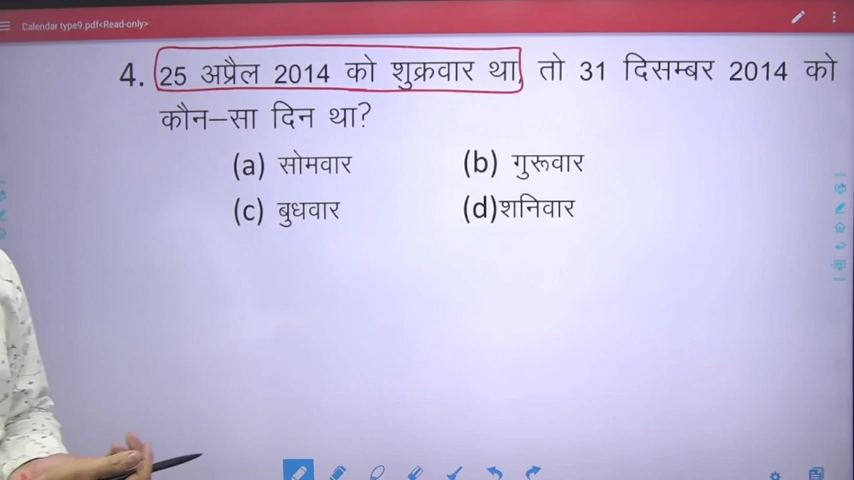 Calendar type9.pdf<Read-only>
4. 25 अप्रैल 2014 को शुक्रवार था, तो 31 दिसम्बर 2014 को
कौन–सा दिन था?
(a) सोमवार (b) गुरूवार
(c) बुधवार (d)शनिवार